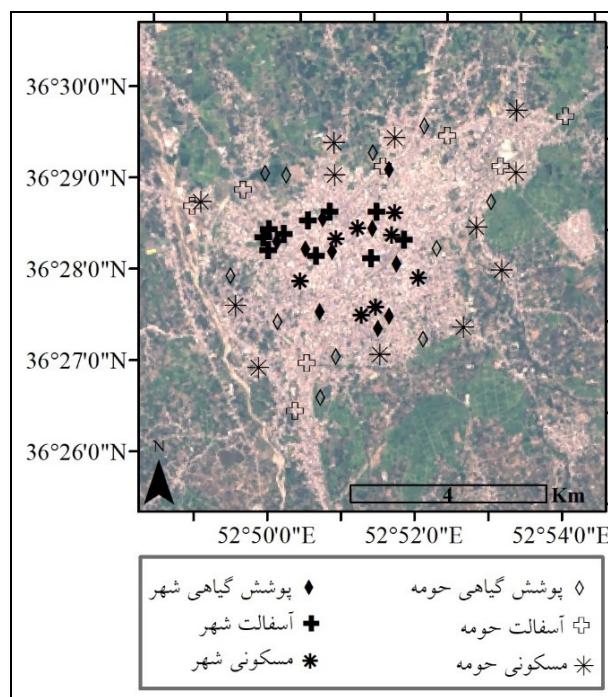 36°30'0"N
36°29'0"N
36°28'0"N
36°27'0"N
36°26'0"N
N
4 Km
52°50'0"E 52°52'0"E 52°54'0"E
پوشش گیاهی حومه پوشش گیاهی شهر
آسفالت حومه آسفالت شهر
مسکونی حومه مسکونی شهر